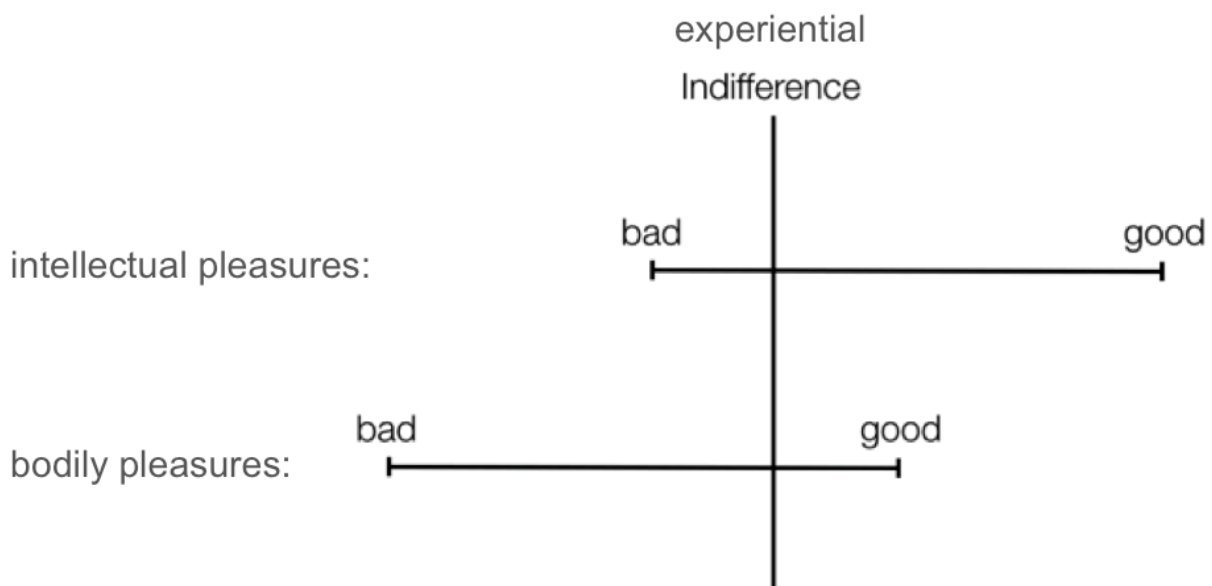 experiential
Indifference
bad
good
intellectual pleasures:
bad
good
bodily pleasures: